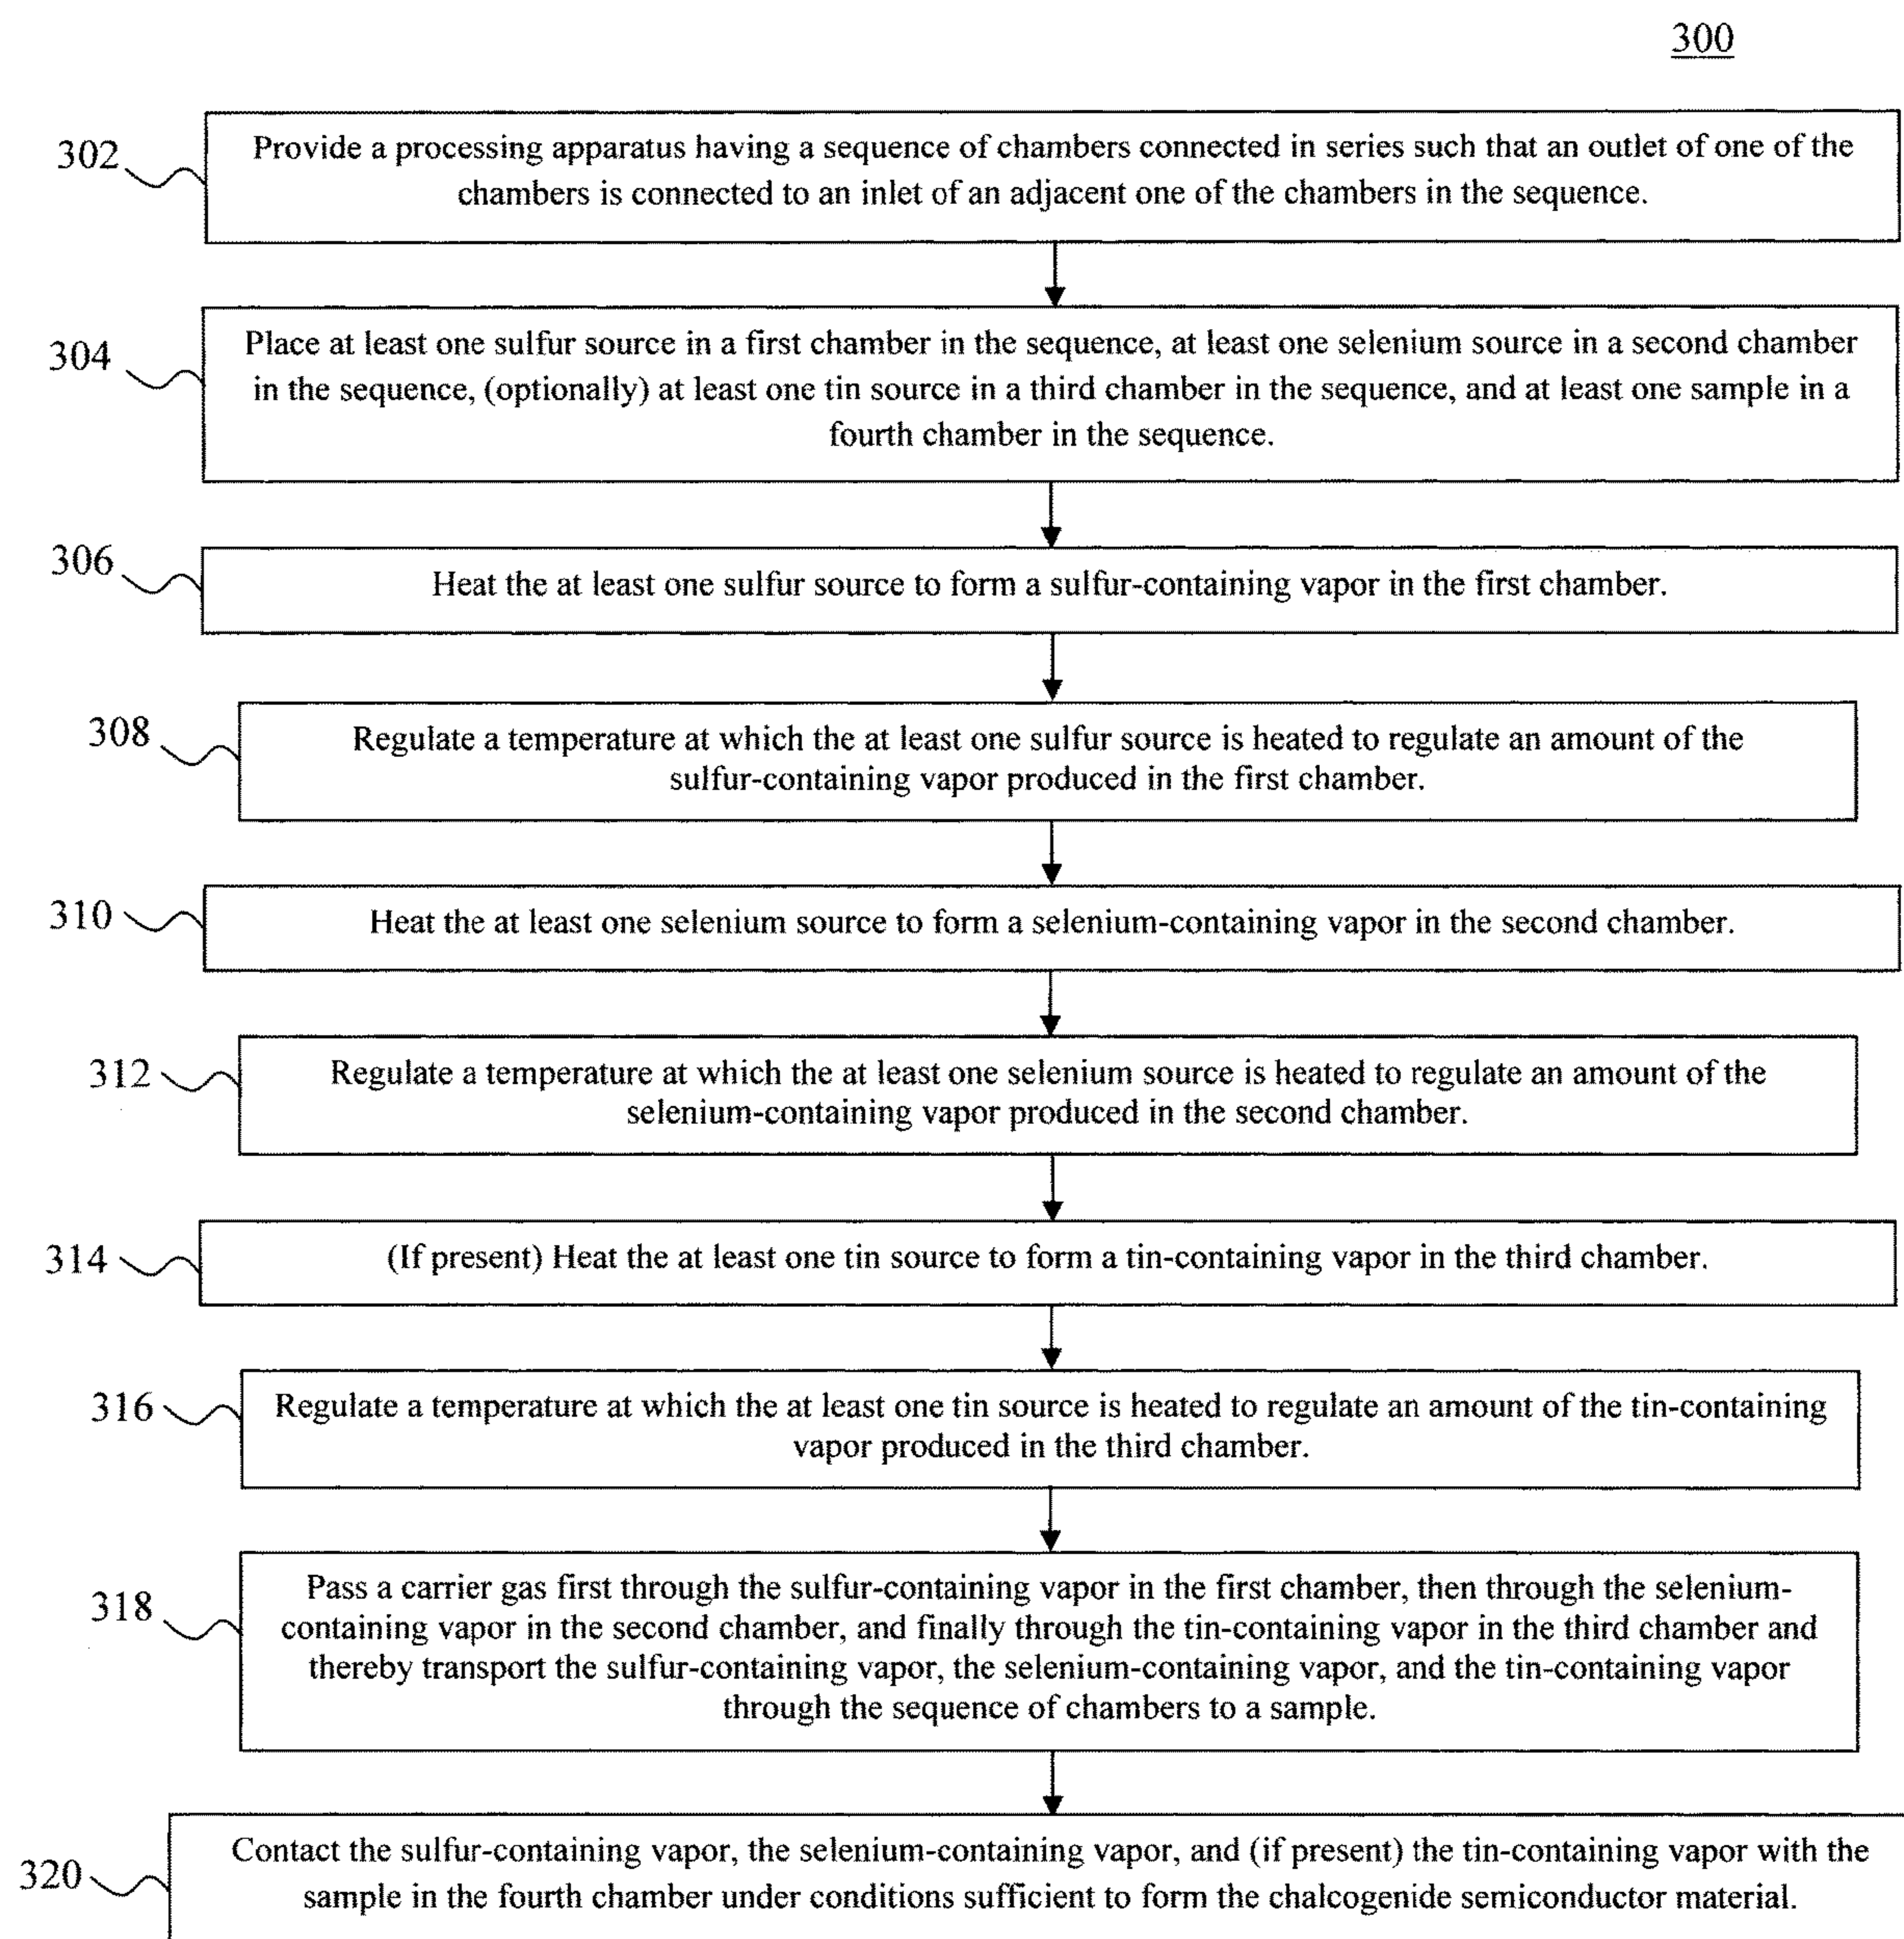 300
302
Provide a processing apparatus having a sequence of chambers connected in series such that an outlet of one of the
chambers is connected to an inlet of an adjacent one of the chambers in the sequence.
304
Place at least one sulfur source in a first chamber in the sequence, at least one selenium source in a second chamber
in the sequence, (optionally) at least one tin source in a third chamber in the sequence, and at least one sample in a
fourth chamber in the sequence.
306
Heat the at least one sulfur source to form a sulfur-containing vapor in the first chamber.
308
Regulate a temperature at which the at least one sulfur source is heated to regulate an amount of the
sulfur-containing vapor produced in the first chamber.
310
Heat the at least one selenium source to form a selenium-containing vapor in the second chamber.
312
Regulate a temperature at which the at least one selenium source is heated to regulate an amount of the
selenium-containing vapor produced in the second chamber.
314
(If present) Heat the at least one tin source to form a tin-containing vapor in the third chamber.
316
Regulate a temperature at which the at least one tin source is heated to regulate an amount of the tin-containing
vapor produced in the third chamber.
318
Pass a carrier gas first through the sulfur-containing vapor in the first chamber, then through the selenium-
containing vapor in the second chamber, and finally through the tin-containing vapor in the third chamber and
thereby transport the sulfur-containing vapor, the selenium-containing vapor, and the tin-containing vapor
through the sequence of chambers to a sample.
320
Contact the sulfur-containing vapor, the selenium-containing vapor, and (if present) the tin-containing vapor with the
sample in the fourth chamber under conditions sufficient to form the chalcogenide semiconductor material.